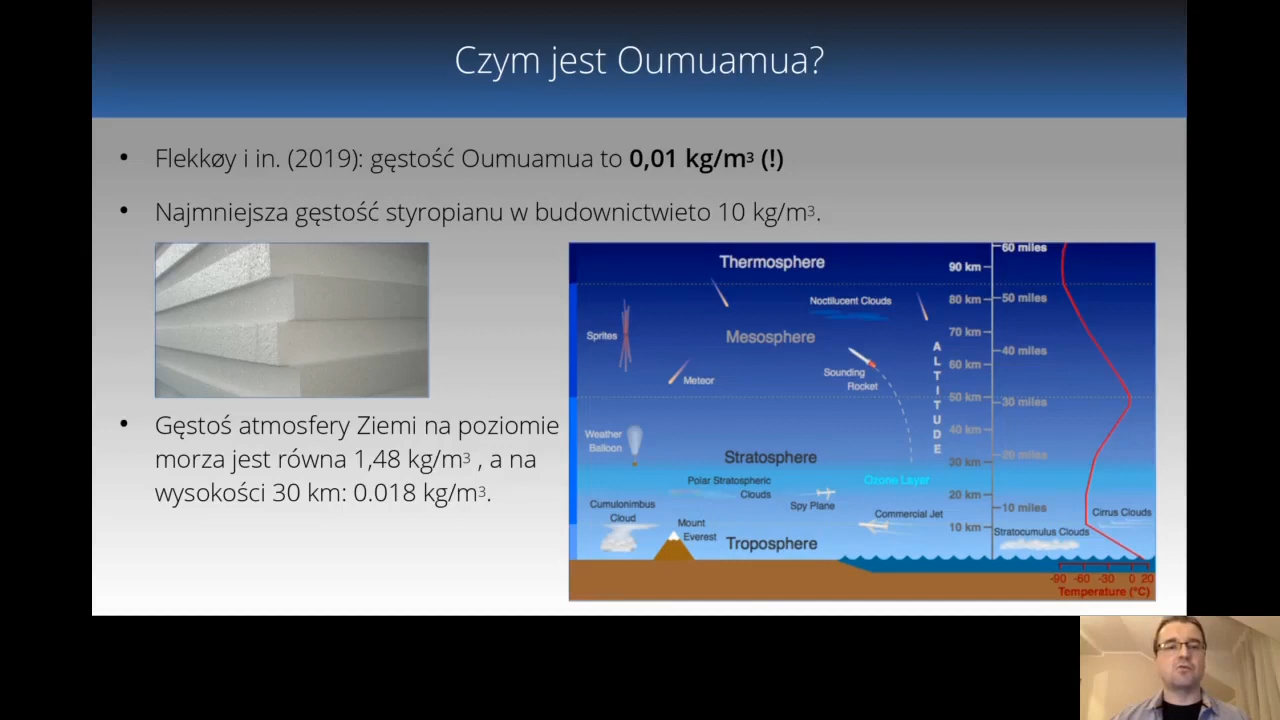 Czym jest Oumuamua?
• Flekkøy i in. (2019): gęstość Oumuamua to 0,01 kg/m³ (!)
• Najmniejsza gęstość styropianu w budownictwieto 10 kg/m³.
• Gęstoś atmosfery Ziemi na poziomie
morza jest równa 1,48 kg/m³ , a na
wysokości 30 km: 0.018 kg/m³.
60 miles
Thermosphere
90 km
80 km
50 miles
Noctilucent Clouds
70 km
Sprites
Mesosphere
40 miles
60 km
Meteor
Sounding
Rocket
ALTITUDE
50 km
30 miles
40 km
Weather
Balloon
Stratosphere
30 km
20 miles
Polar Stratospheric
Clouds
Ozone Layer
20 km
Spy Plane
10 miles
Cumulonimbus
Cloud
Commercial Jet
Cirrus Clouds
Mount
Everest
10 km
Stratocumulus Clouds
Troposphere
-90 -60 -30 0 20
Temperature (°C)